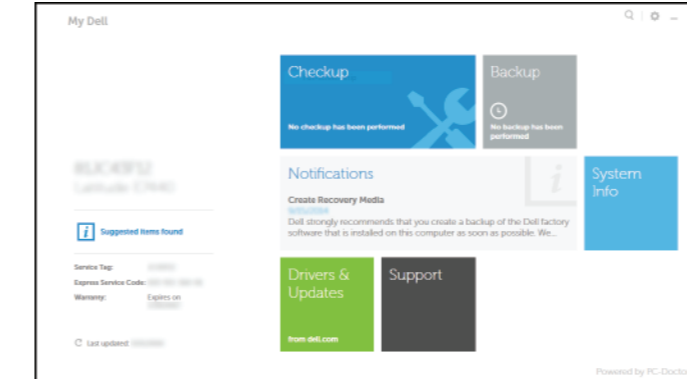 My Dell
Checkup
No checkup has been performed
Backup
No backup has been
performed
Notifications
Create Recovery Media
Dell strongly recommends that you create a backup of the Dell factory
software that is installed on this computer as soon as possible. We...
System
Info
Suggested items found
Service Tag:
Express Service Code:
Warranty: Expires on
Last updated:
Drivers &
Updates
from dell.com
Support
Powered by PC-Doctor